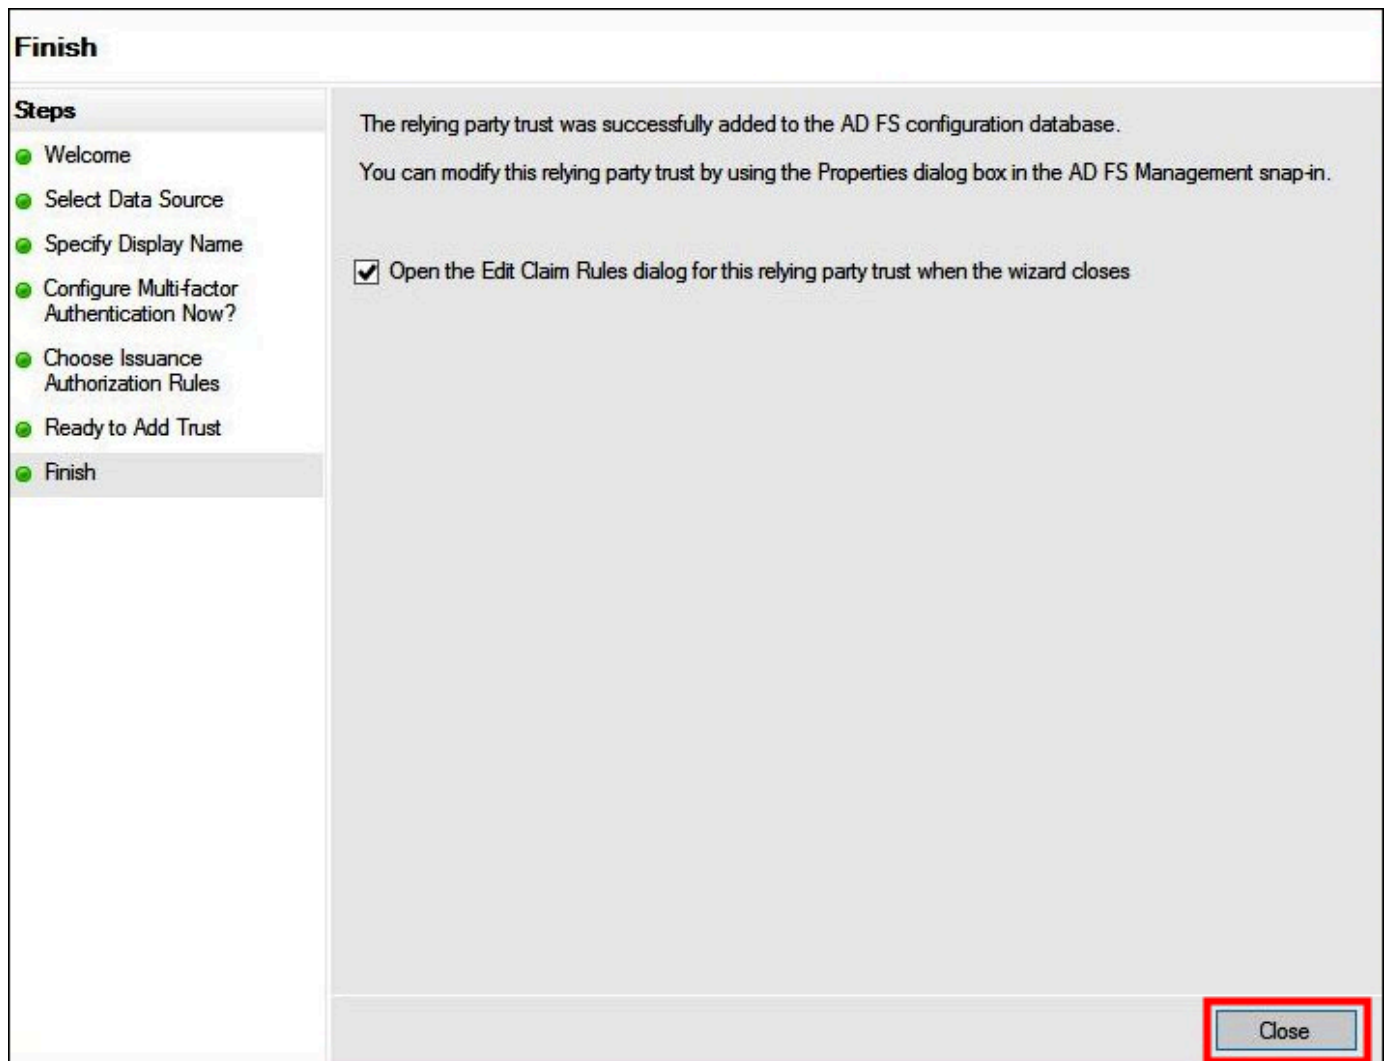 Finish
Steps
Welcome
Select Data Source
Specify Display Name
Configure Multi-factor
Authentication Now?
Choose Issuance
Authorization Rules
Ready to Add Trust
Finish
The relying party trust was successfully added to the AD FS configuration database.
You can modify this relying party trust by using the Properties dialog box in the AD FS Management snap-in.
Open the Edit Claim Rules dialog for this relying party trust when the wizard closes
Close